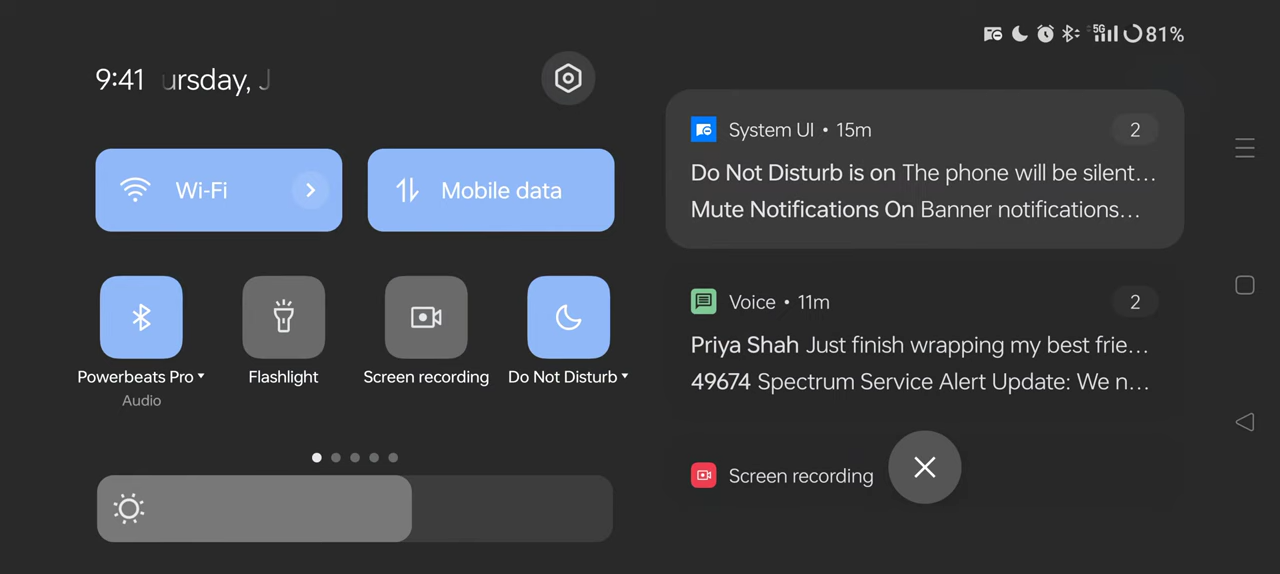 5G 81%
9:41 ursday, J
Wi-Fi
Mobile data
Powerbeats Pro
Audio
Flashlight
Screen recording
Do Not Disturb
System UI • 15m 2
Do Not Disturb is on The phone will be silent…
Mute Notifications On Banner notifications…
Voice • 11m 2
Priya Shah Just finish wrapping my best frie…
49674 Spectrum Service Alert Update: We n…
Screen recording